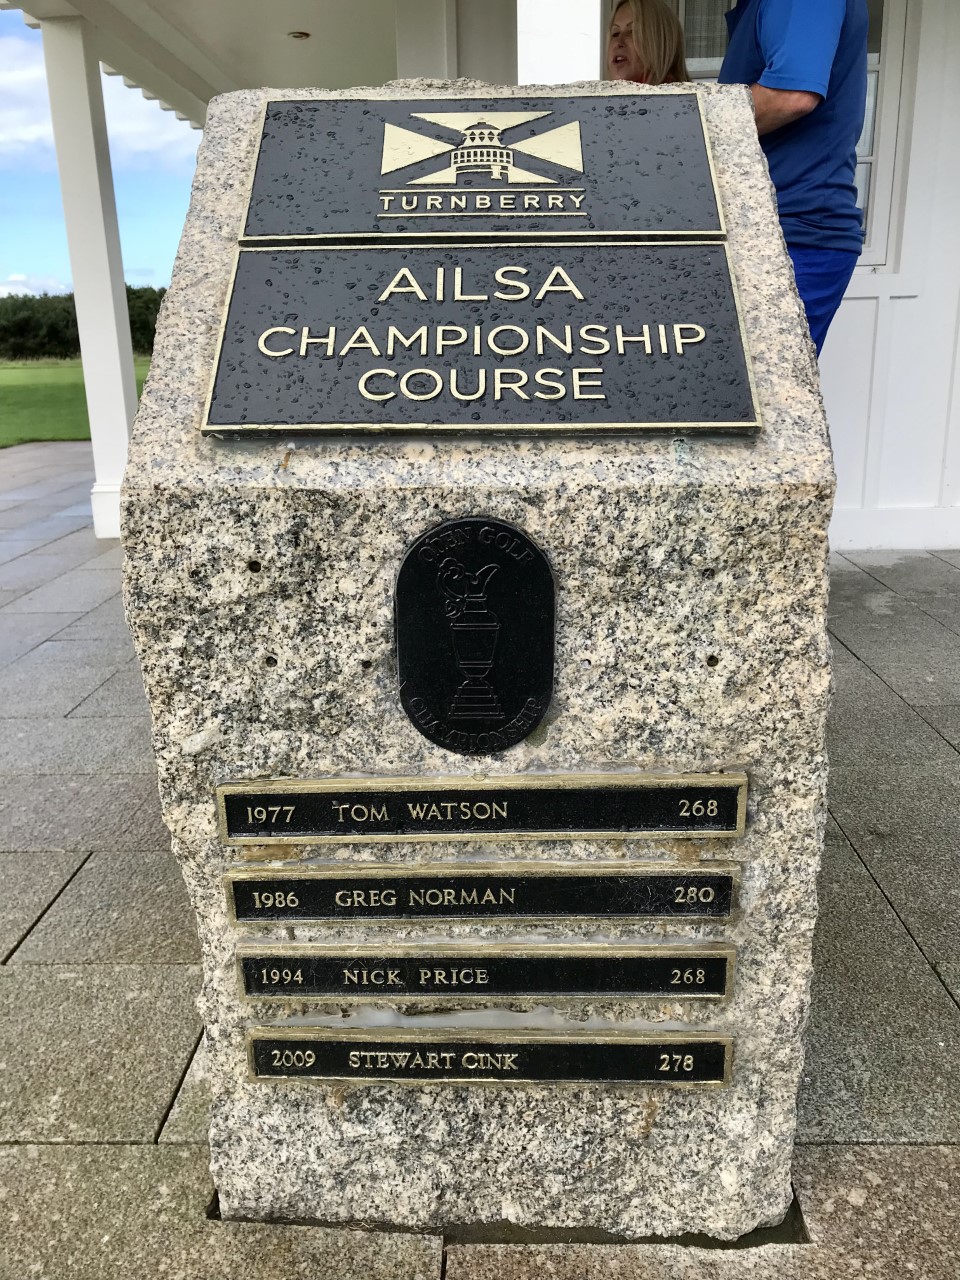 TURNBERRY
AILSA
CHAMPIONSHIP
COURSE
OPEN GOLF
CHAMPIONSHIP
1977 TOM WATSON 268
1986 GREG NORMAN 280
1994 NICK PRICE 268
2009 STEWART CINK 278